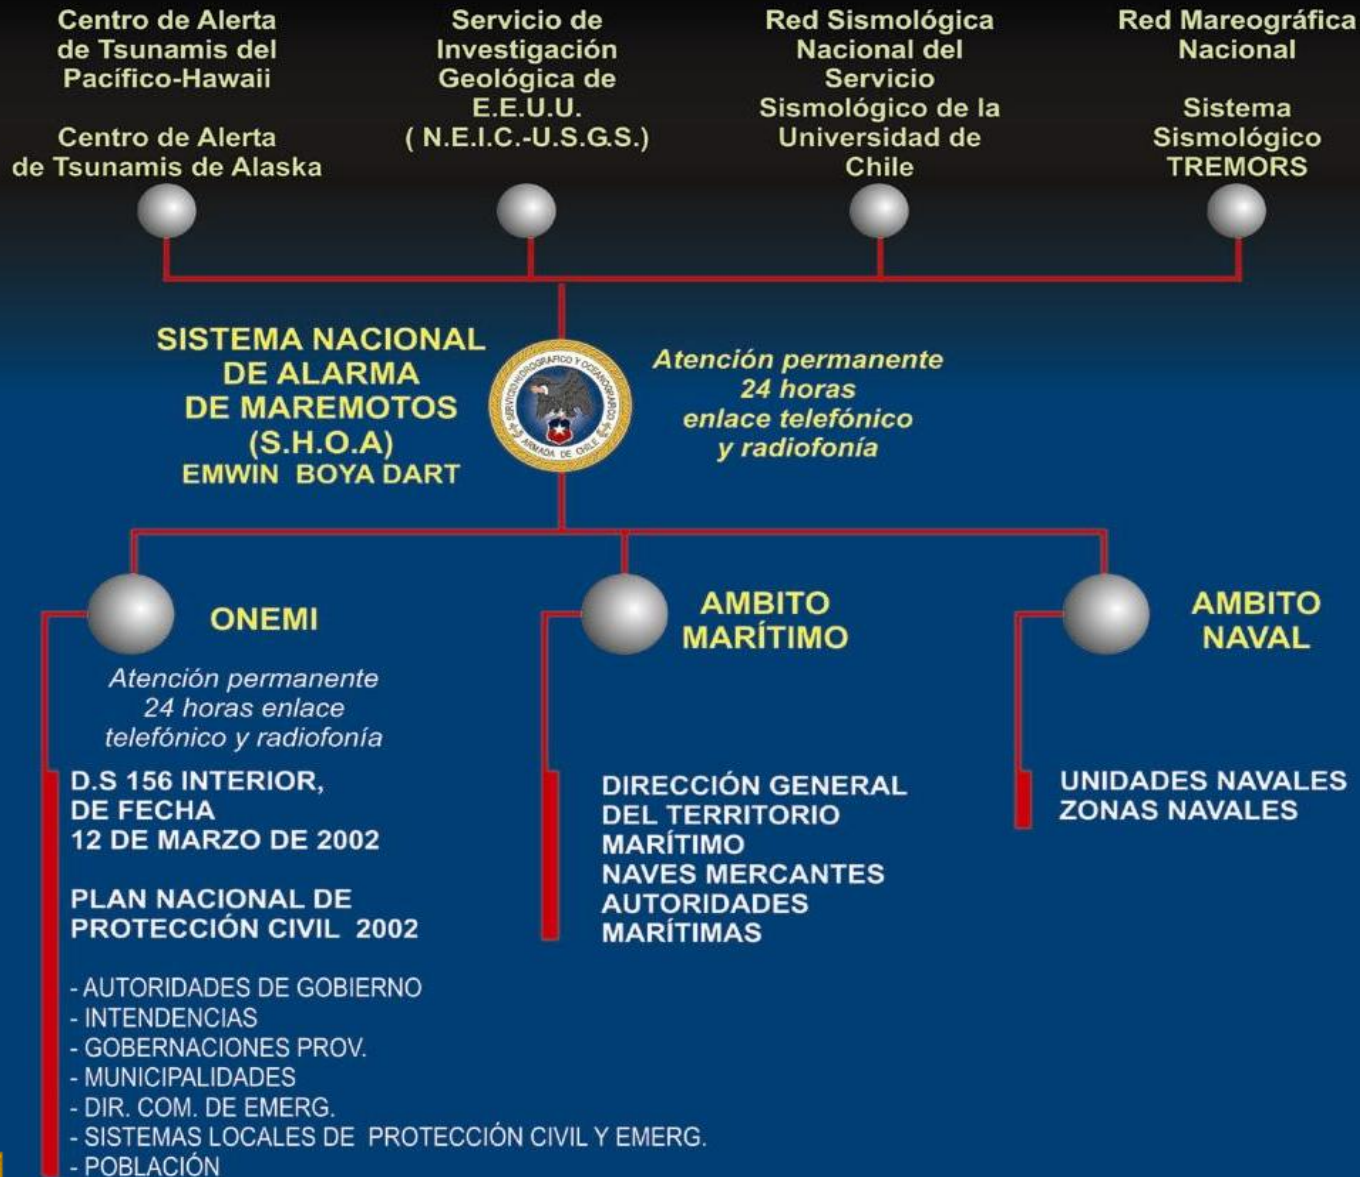 Centro de Alerta
de Tsunamis del
Pacífico-Hawaii
Centro de Alerta
de Tsunamis de Alaska
Servicio de
Investigación
Geológica de
E.E.U.U.
( N.E.I.C.-U.S.G.S.)
Red Sismológica
Nacional del
Servicio
Sismológico de la
Universidad de
Chile
Red Mareográfica
Nacional
Sistema
Sismológico
TREMORS
SISTEMA NACIONAL
DE ALARMA
DE MAREMOTOS
(S.H.O.A)
EMWIN BOYA DART
SERVICIO HIDROGRAFICO Y OCEANOGRAFICO
ARMADA DE CHILE
Atención permanente
24 horas
enlace telefónico
y radiofonía
ONEMI
Atención permanente
24 horas enlace
telefónico y radiofonía
D.S 156 INTERIOR,
DE FECHA
12 DE MARZO DE 2002
PLAN NACIONAL DE
PROTECCIÓN CIVIL 2002
- AUTORIDADES DE GOBIERNO
- INTENDENCIAS
- GOBERNACIONES PROV.
- MUNICIPALIDADES
- DIR. COM. DE EMERG.
- SISTEMAS LOCALES DE PROTECCIÓN CIVIL Y EMERG.
- POBLACIÓN
AMBITO
MARÍTIMO
DIRECCIÓN GENERAL
DEL TERRITORIO
MARÍTIMO
NAVES MERCANTES
AUTORIDADES
MARÍTIMAS
AMBITO
NAVAL
UNIDADES NAVALES
ZONAS NAVALES